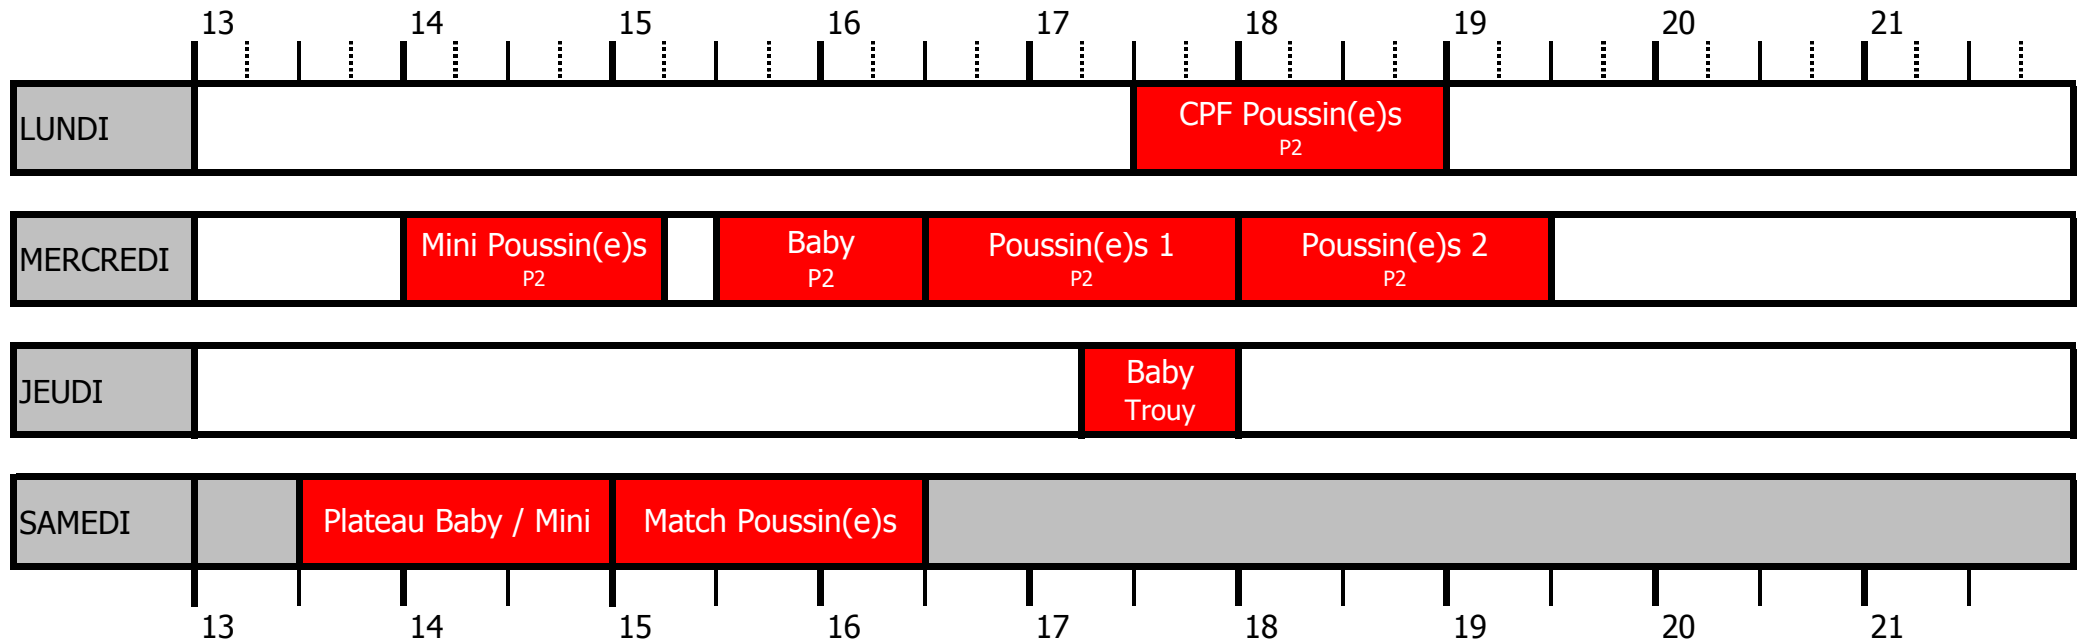 13 14 15 16 17 18 19 20 21
LUNDI
CPF Poussin(e)s
P2
MERCREDI
Mini Poussin(e)s
P2
Baby
P2
Poussin(e)s 1
P2
Poussin(e)s 2
P2
JEUDI
Baby
Trouy
SAMEDI
Plateau Baby / Mini
Match Poussin(e)s
13 14 15 16 17 18 19 20 21